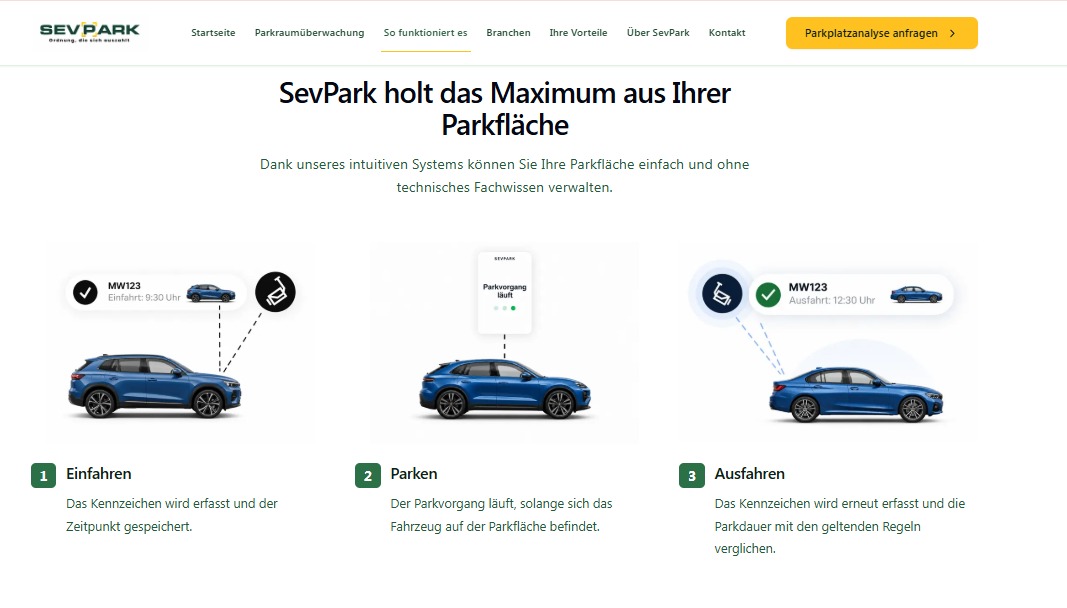 SEVPARK
Ordnung, die sich auszahlt
Startseite
Parkraumüberwachung
So funktioniert es
Branchen
Ihre Vorteile
Über SevPark
Kontakt
Parkplatzanalyse anfragen
SevPark holt das Maximum aus Ihrer
Parkfläche
Dank unseres intuitiven Systems können Sie Ihre Parkfläche einfach und ohne
technisches Fachwissen verwalten.
MW123
Einfahrt: 9:30 Uhr
SEVPARK
Parkvorgang
läuft
MW123
Ausfahrt: 12:30 Uhr
1 Einfahren
Das Kennzeichen wird erfasst und der
Zeitpunkt gespeichert.
2 Parken
Der Parkvorgang läuft, solange sich das
Fahrzeug auf der Parkfläche befindet.
3 Ausfahren
Das Kennzeichen wird erneut erfasst und die
Parkdauer mit den geltenden Regeln
verglichen.